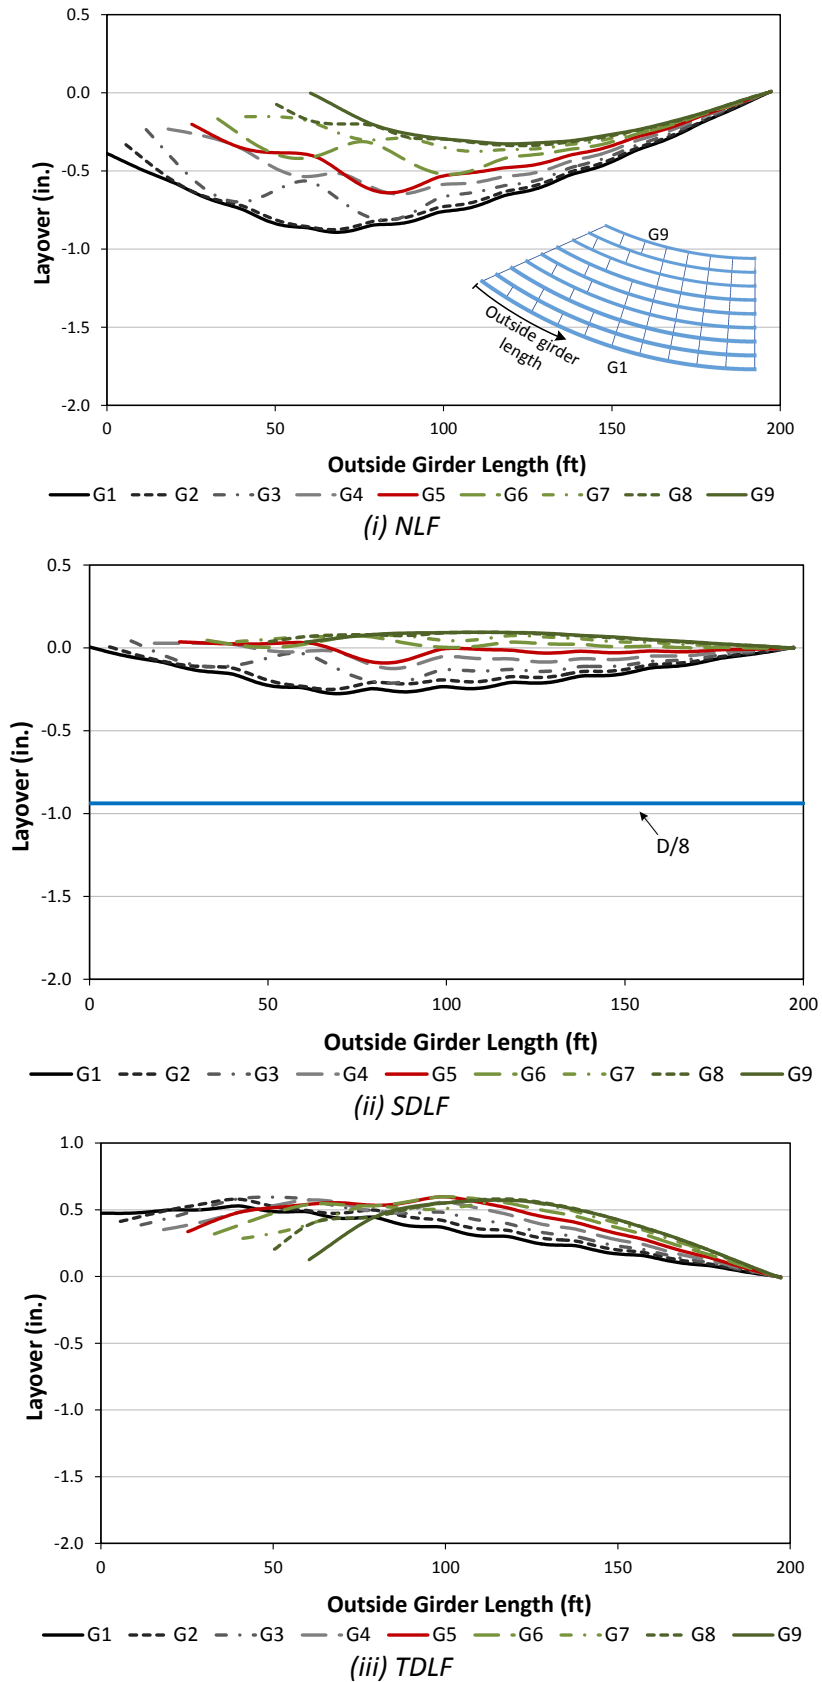 0.5
0.0
-0.5
-1.0
-1.5
-2.0
Layover (in.)
G9
Outside girder
length
G1
0 50 100 150 200
Outside Girder Length (ft)
G1 G2 G3 G4 G5 G6 G7 G8 G9
(i) NLF
0.5
0.0
-0.5
-1.0
-1.5
-2.0
Layover (in.)
D/8
0 50 100 150 200
Outside Girder Length (ft)
G1 G2 G3 G4 G5 G6 G7 G8 G9
(ii) SDLF
1.0
0.5
0.0
-0.5
-1.0
-1.5
-2.0
Layover (in.)
0 50 100 150 200
Outside Girder Length (ft)
G1 G2 G3 G4 G5 G6 G7 G8 G9
(iii) TDLF